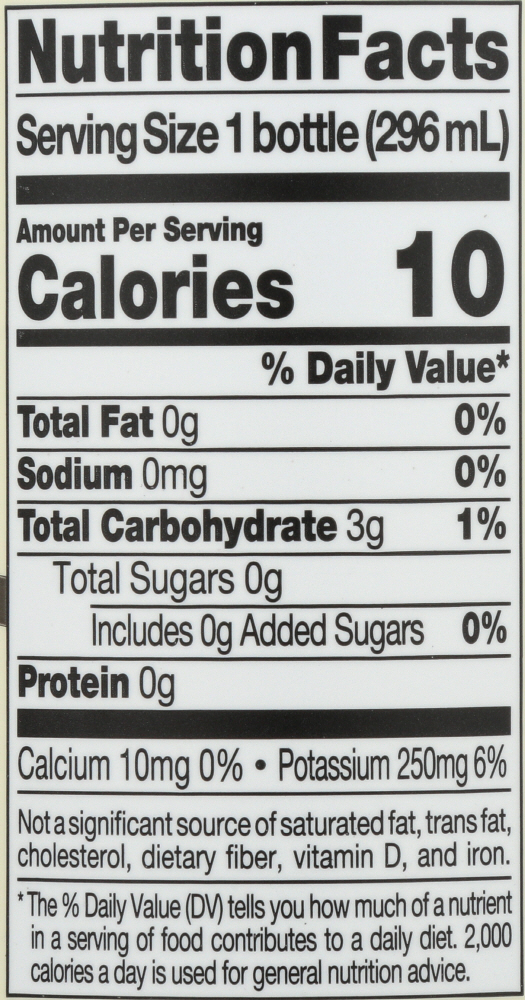 Nutrition Facts
Serving Size 1 bottle (296 mL)
Amount Per Serving
Calories 10
% Daily Value*
Total Fat 0g 0%
Sodium 0mg 0%
Total Carbohydrate 3g 1%
Total Sugars 0g
Includes 0g Added Sugars 0%
Protein 0g
Calcium 10mg 0% • Potassium 250mg 6%
Not a significant source of saturated fat, trans fat,
cholesterol, dietary fiber, vitamin D, and iron.
* The % Daily Value (DV) tells you how much of a nutrient
in a serving of food contributes to a daily diet. 2,000
calories a day is used for general nutrition advice.